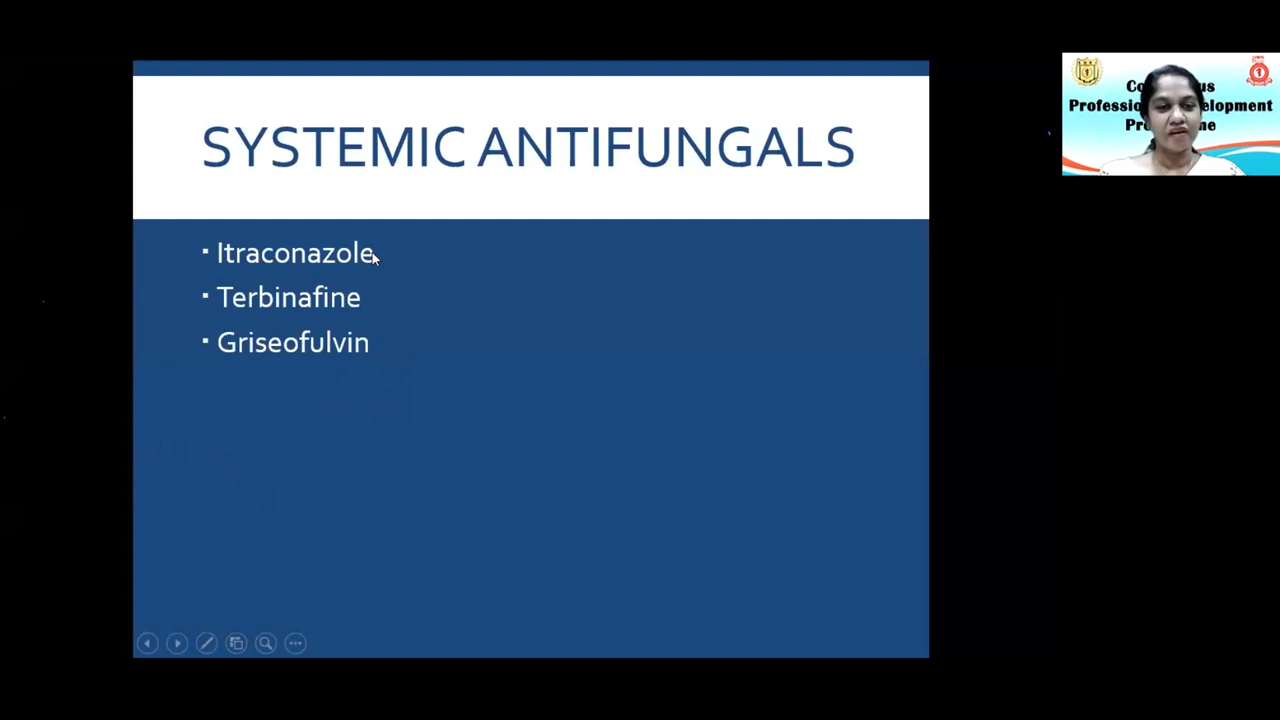 SYSTEMIC ANTIFUNGALS
▪ Itraconazole
▪ Terbinafine
▪ Griseofulvin